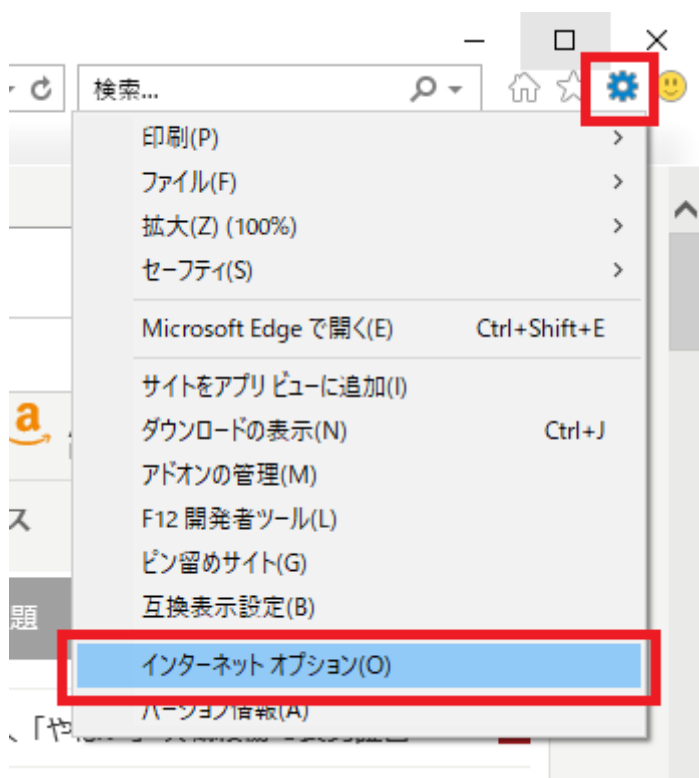 検索...
印刷(P)
ファイル(F)
拡大(Z) (100%)
セーフティ(S)
Microsoft Edge で開く(E) Ctrl+Shift+E
サイトをアプリ ビューに追加(I)
ダウンロードの表示(N) Ctrl+J
アドオンの管理(M)
F12 開発者ツール(L)
ス
ピン留めサイト(G)
互換表示設定(B)
題
インターネット オプション(O)
バージョン情報(A)
「や